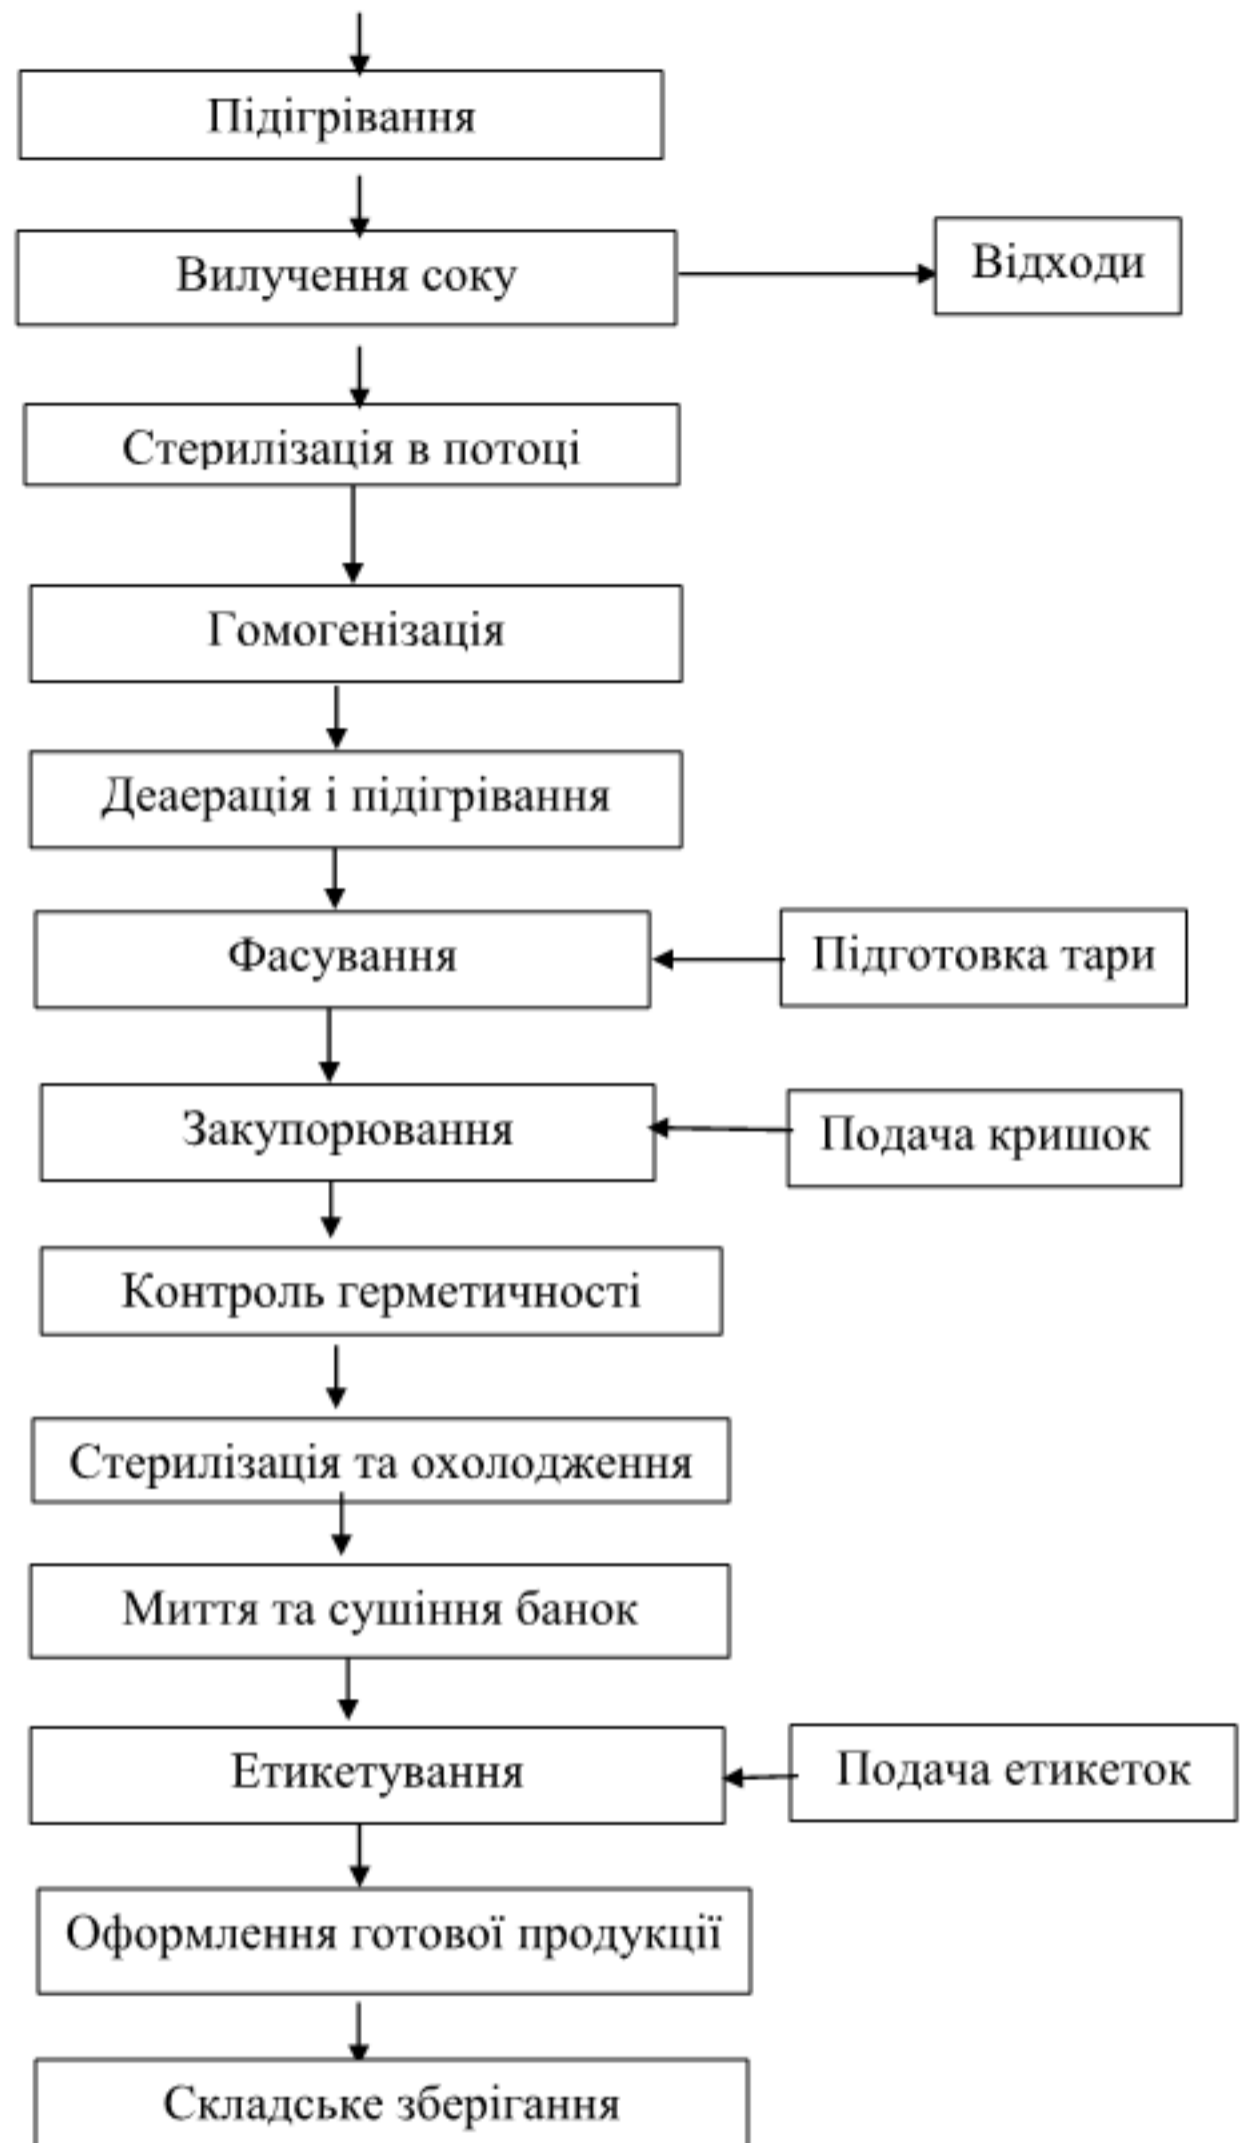 Підігрівання
Вилучення соку
Відходи
Стерилізація в потоці
Гомогенізація
Деаерація і підігрівання
Фасування
Підготовка тари
Закупорювання
Подача кришок
Контроль герметичності
Стерилізація та охолодження
Миття та сушіння банок
Етикетування
Подача етикеток
Оформлення готової продукції
Складське зберігання